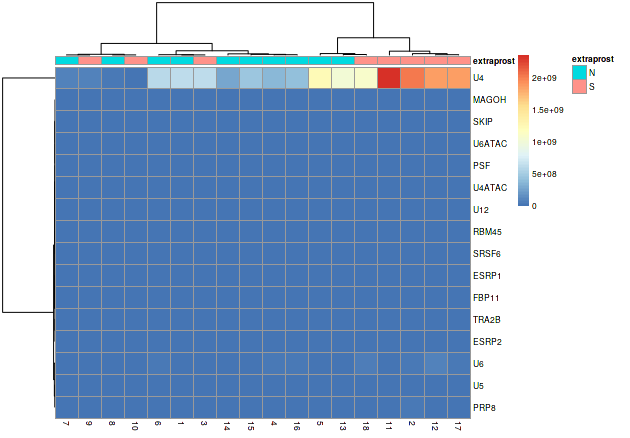 extraprost
U4
MAGOH
SKIP
U6ATAC
PSF
U4ATAC
U12
RBM45
SRSF6
ESRP1
FBP11
TRA2B
ESRP2
U6
U5
PRP8
7 9 8 10 6 1 3 14 15 4 16 5 13 18 11 2 12 17
2e+09
1.5e+09
1e+09
5e+08
0
extraprost
N
S